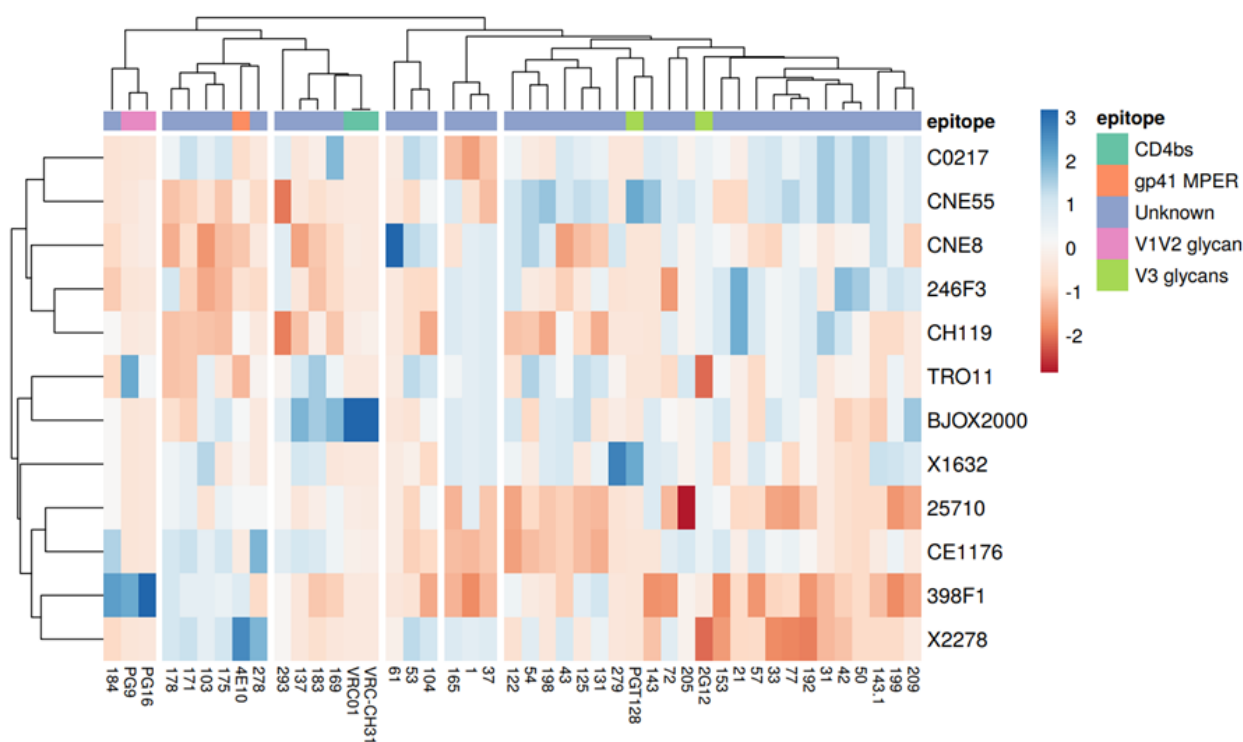 epitope
C0217
CNE55
CNE8
246F3
CH119
TRO11
BJOX2000
X1632
25710
CE1176
398F1
X2278
3
2
1
0
-1
-2
epitope
CD4bs
gp41 MPER
Unknown
V1V2 glycan
V3 glycans
184
PG9
PG16
178
171
103
175
4E10
278
293
137
183
169
VRC01
VRC-CH31
61
53
104
165
1
37
122
54
198
43
125
131
279
PGT128
143
72
205
2G12
153
21
57
33
77
192
31
42
50
143.1
199
209